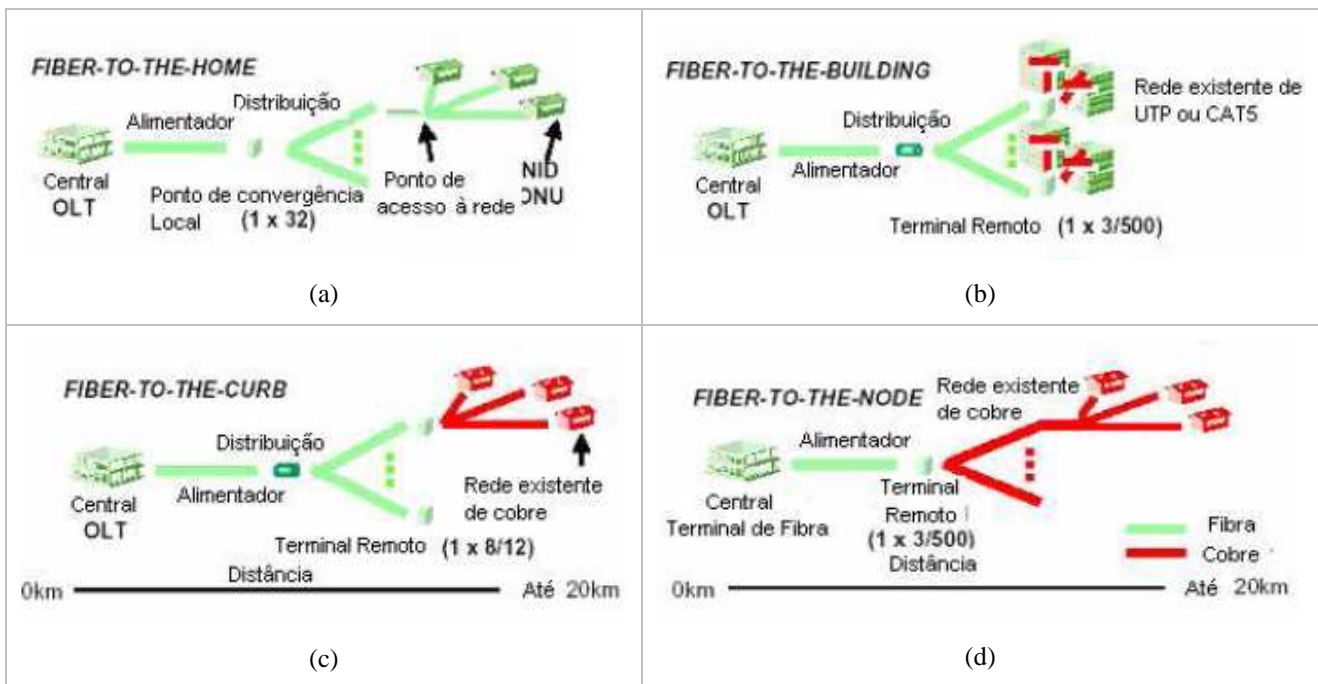 FIBER-TO-THE-HOME
Distribuição
Alimentador
Central
OLT
Ponto de convergência
Local (1 x 32)
Ponto de
acesso à rede
NID
ONU
(a)
FIBER-TO-THE-BUILDING
Rede existente de
UTP ou CAT5
Distribuição
Alimentador
Central
OLT
Terminal Remoto (1 x 3/500)
(b)
FIBER-TO-THE-CURB
Distribuição
Alimentador
Central
OLT
Rede existente
de cobre
Terminal Remoto (1 x 8/12)
Distância
0km
Até 20km
(c)
FIBER-TO-THE-NODE
Rede existente
de cobre
Alimentador
Central
Terminal de Fibra
Terminal
Remoto
(1 x 3/500)
Distância
Fibra
Cobre
0km
Até 20km
(d)